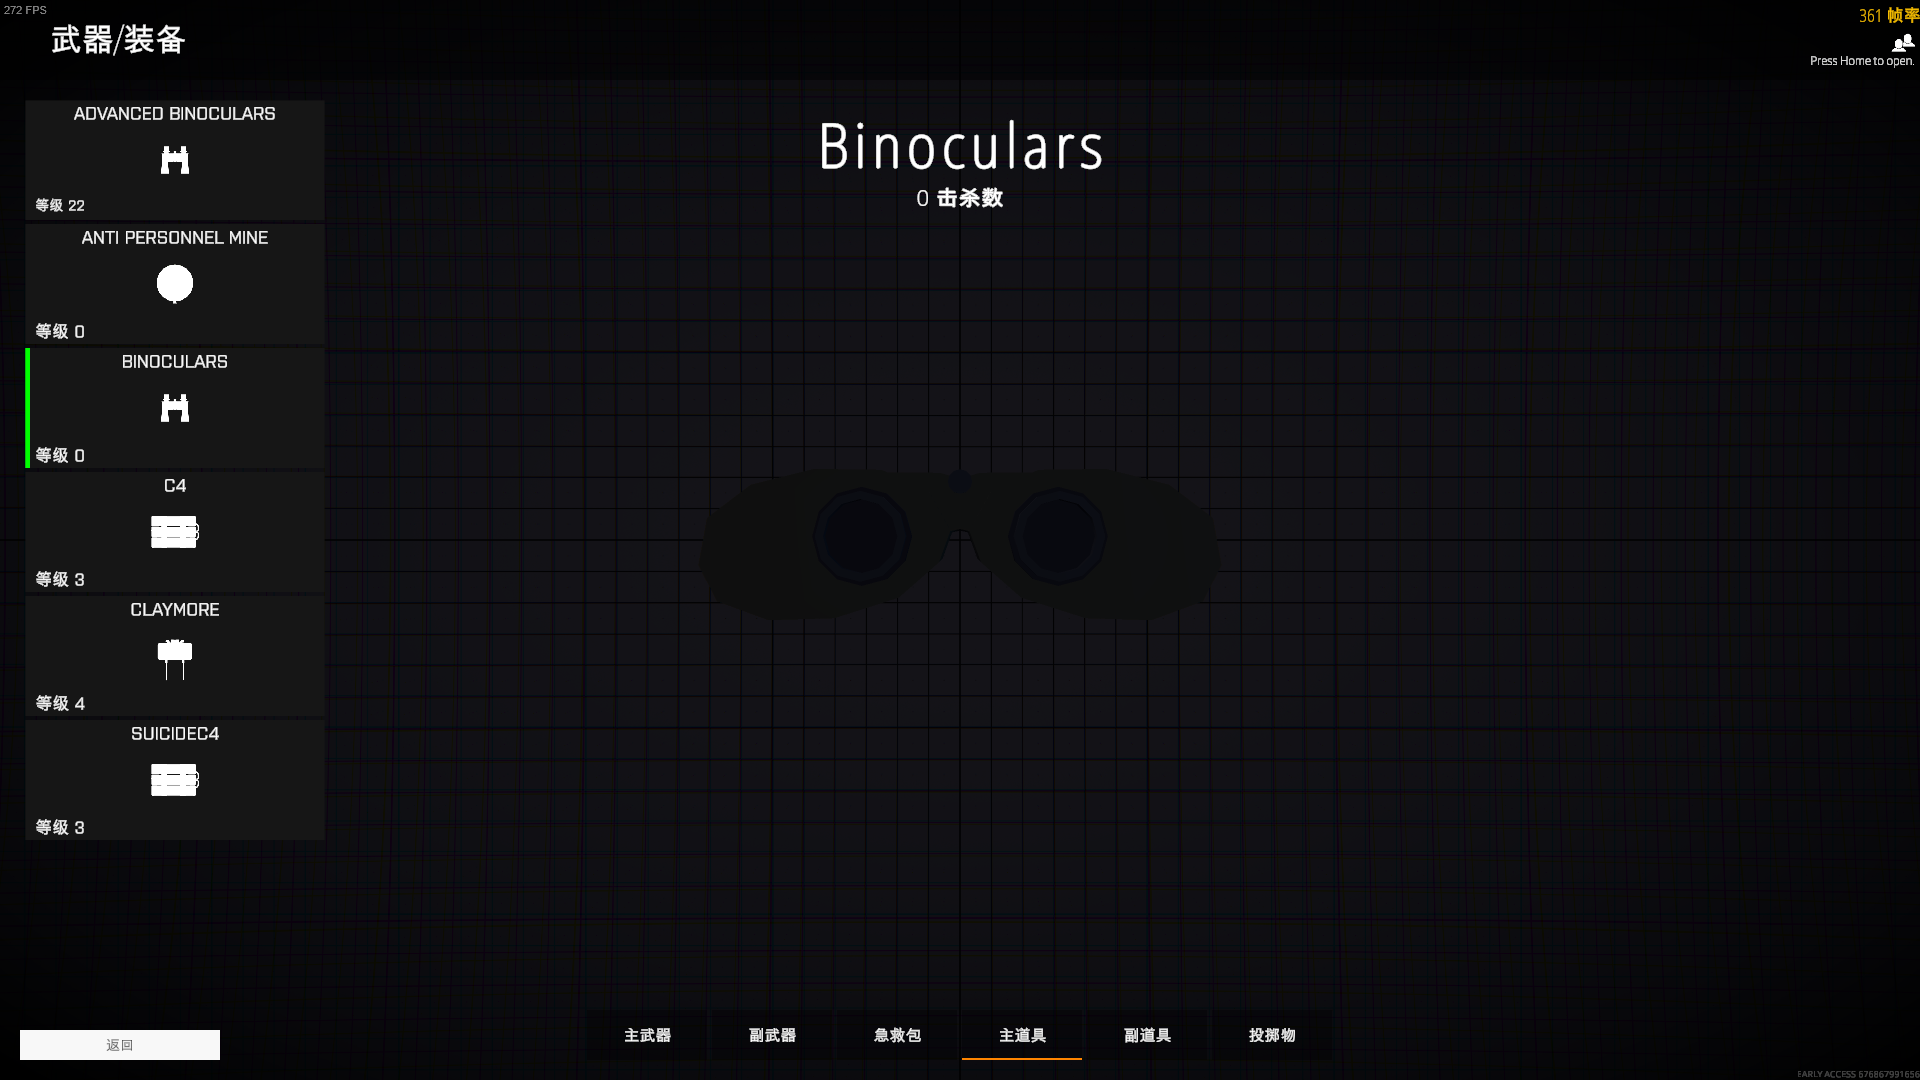 272 FPS
361 帧率
武器/装备
Press Home to open.
ADVANCED BINOCULARS
等级 22
ANTI PERSONNEL MINE
等级 0
BINOCULARS
等级 0
C4
等级 3
CLAYMORE
等级 4
SUICIDEC4
等级 3
Binoculars
0 击杀数
返回
主武器 副武器 急救包 主道具 副道具 投掷物
EARLY ACCESS 676867991656